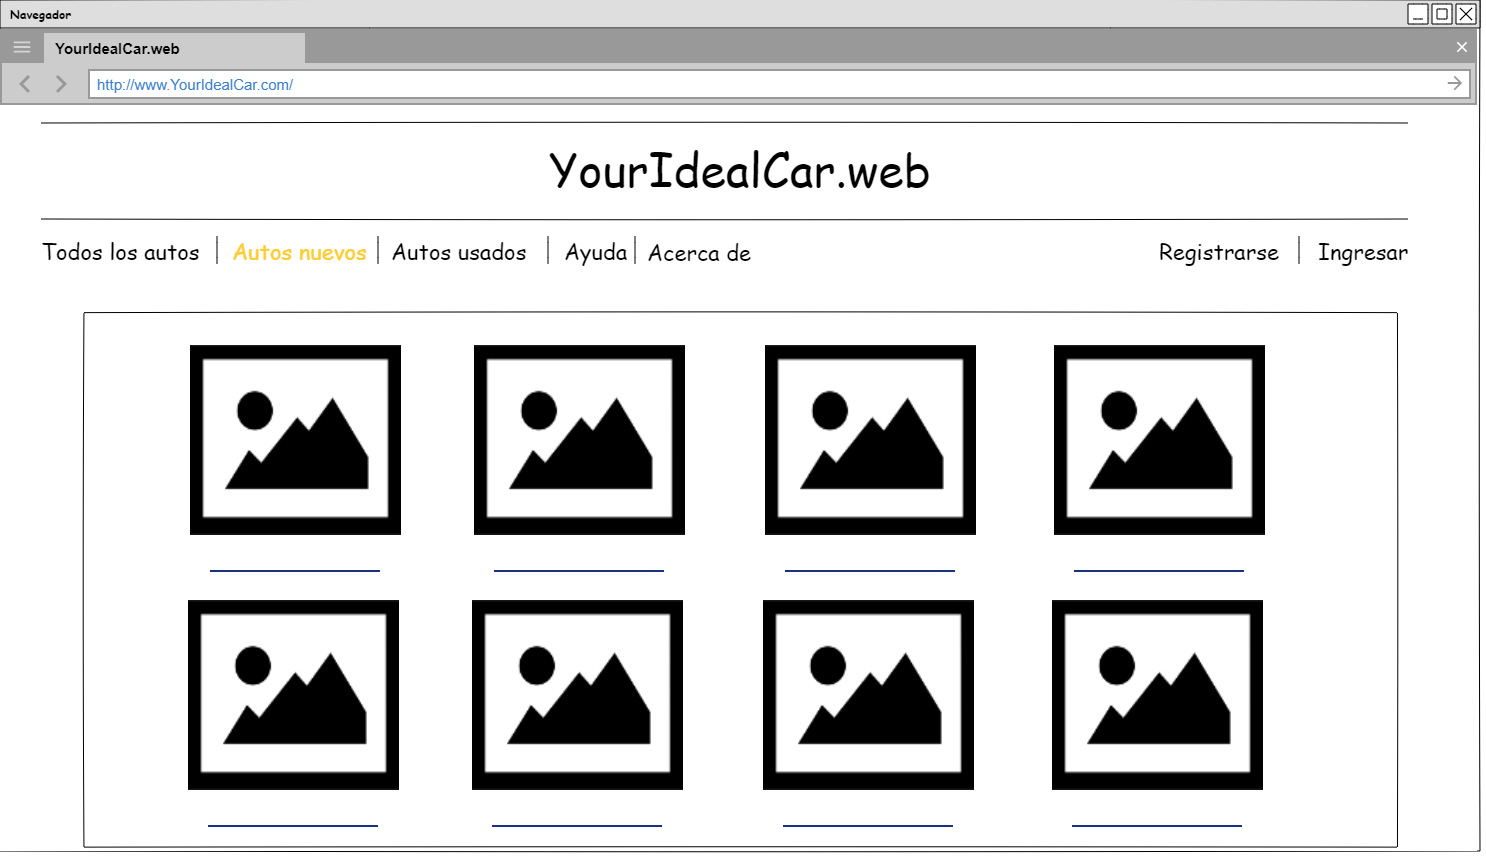 Navegador
YourIdealCar.web
http://www.YourIdealCar.com/
YourIdealCar.web
Todos los autos Autos nuevos Autos usados Ayuda Acerca de Registrarse Ingresar